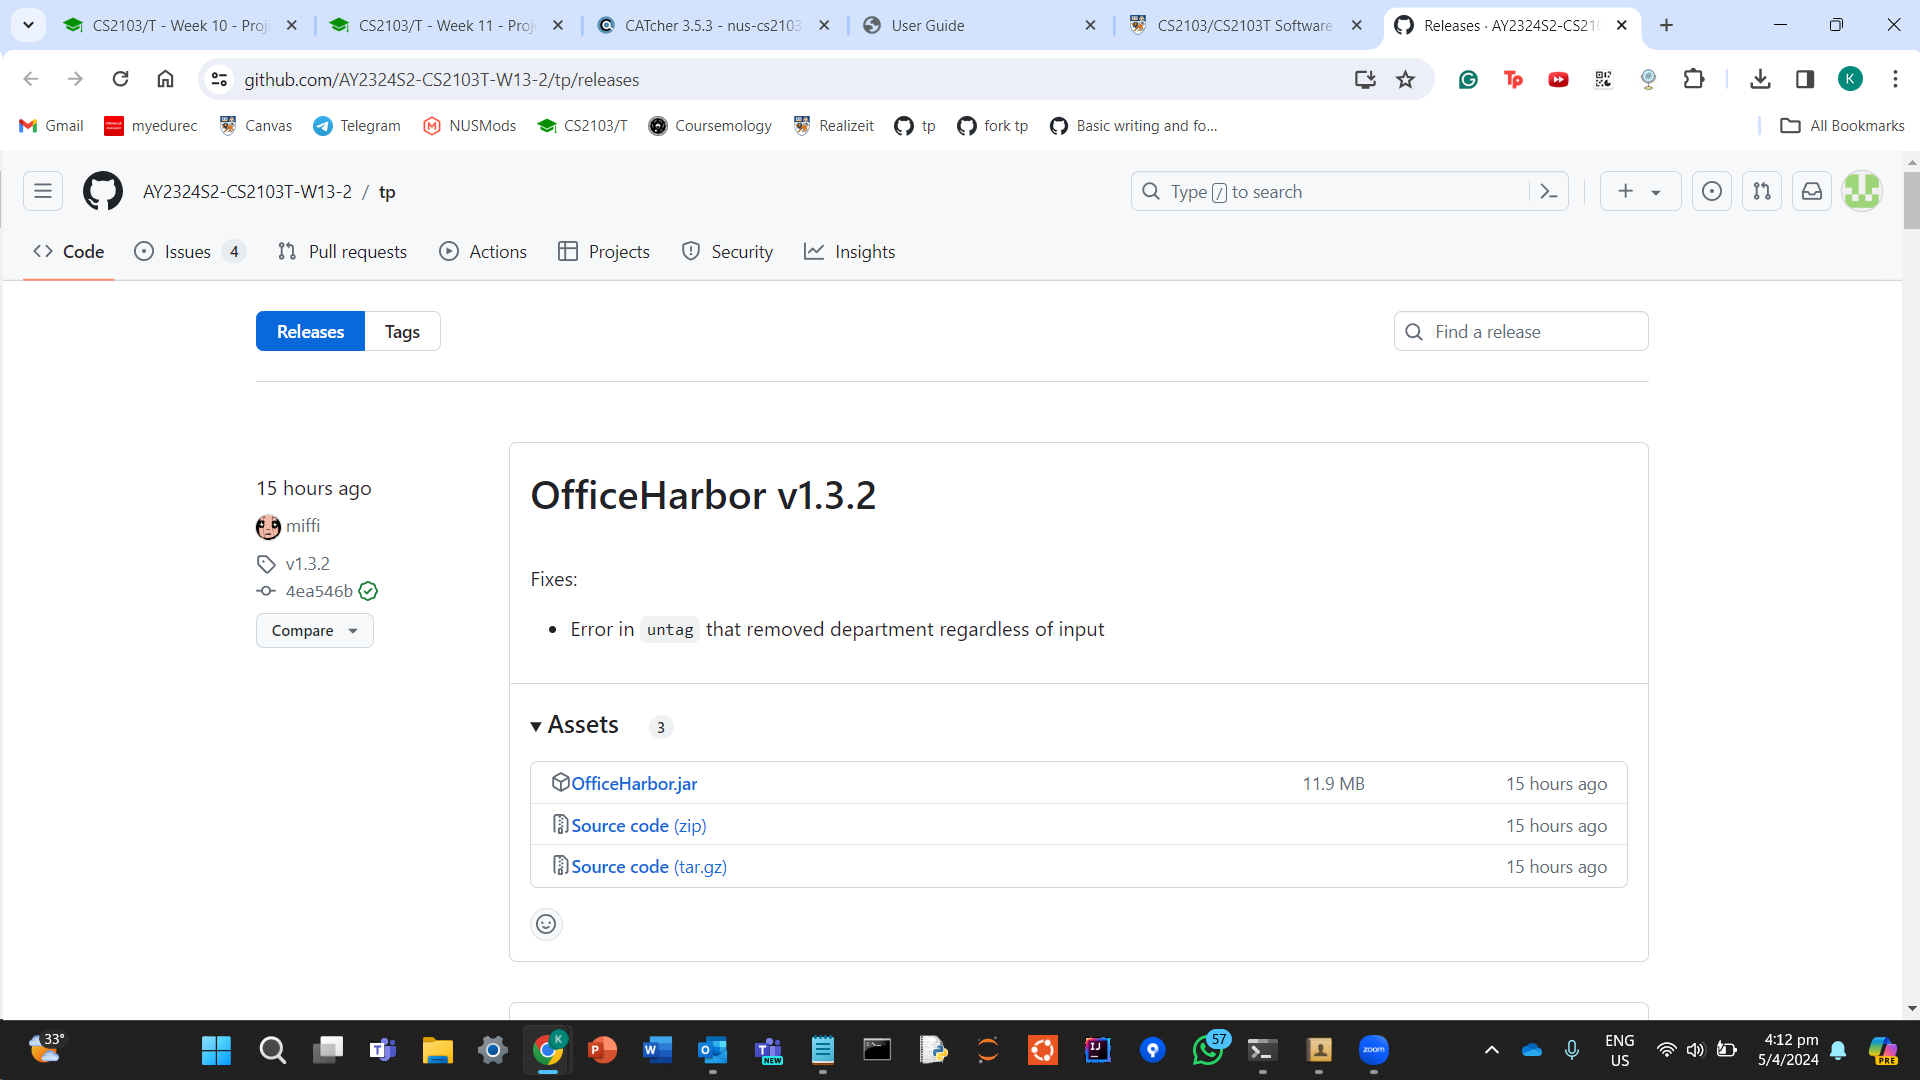 CS2103/T - Week 10 - Proj
CS2103/T - Week 11 - Proj
CATcher 3.5.3 - nus-cs2103
User Guide
CS2103/CS2103T Software
Releases · AY2324S2-CS210
github.com/AY2324S2-CS2103T-W13-2/tp/releases
K
Gmail
myedurec
Canvas
Telegram
NUSMods
CS2103/T
Coursemology
Realizeit
tp
fork tp
Basic writing and fo...
All Bookmarks
AY2324S2-CS2103T-W13-2 / tp
Type / to search
Code
Issues 4
Pull requests
Actions
Projects
Security
Insights
Releases
Tags
Find a release
15 hours ago
miffi
v1.3.2
4ea546b
Compare
OfficeHarbor v1.3.2
Fixes:
• Error in untag that removed department regardless of input
Assets 3
OfficeHarbor.jar 11.9 MB 15 hours ago
Source code (zip) 15 hours ago
Source code (tar.gz) 15 hours ago
33°
NEW
57
zoom
ENG
US
4:12 pm
5/4/2024
PRE